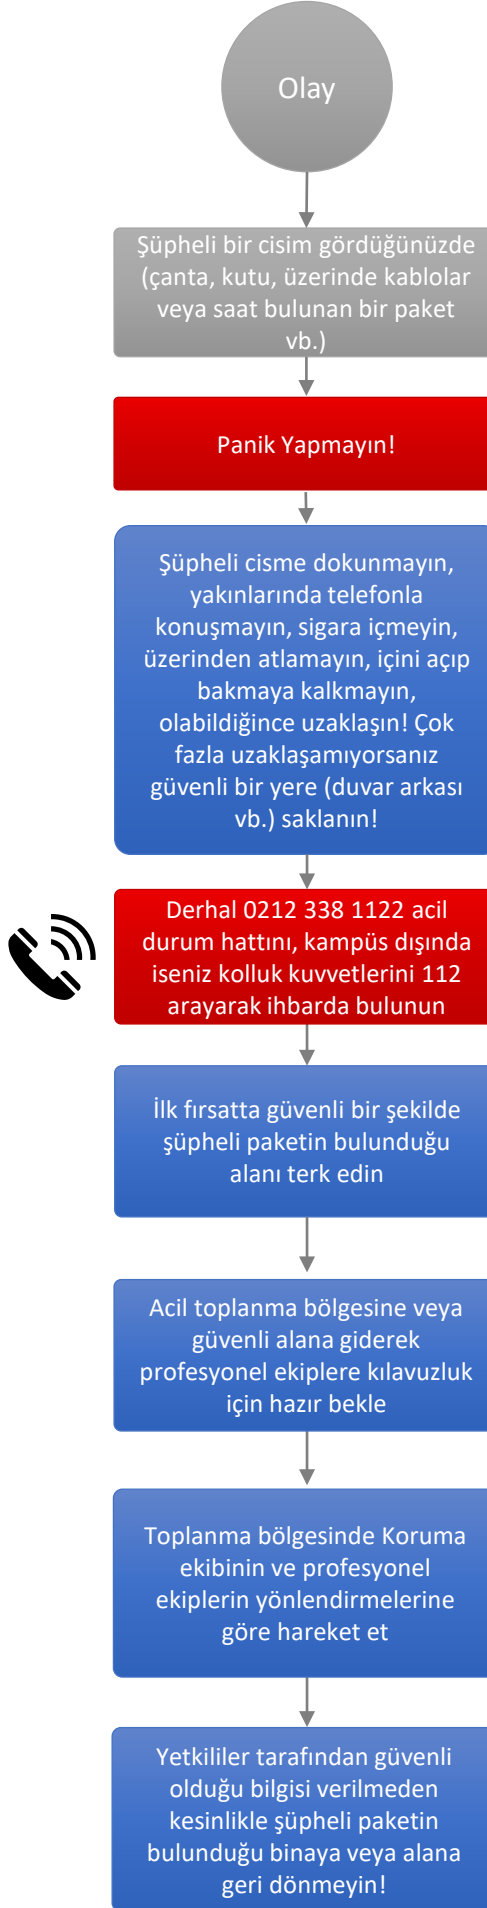 Olay
Şüpheli bir cisim gördüğünüzde
(çanta, kutu, üzerinde kablolar
veya saat bulunan bir paket
vb.)
Panik Yapmayın!
Şüpheli cisme dokunmayın,
yakınlarında telefonla
konuşmayın, sigara içmeyin,
üzerinden atlamayın, içini açıp
bakmaya kalkmayın,
olabildiğince uzaklaşın! Çok
fazla uzaklaşamıyorsanız
güvenli bir yere (duvar arkası
vb.) saklanın!
Derhal 0212 338 1122 acil
durum hattını, kampüs dışında
iseniz kolluk kuvvetlerini 112
arayarak ihbarda bulunun
İlk fırsatta güvenli bir şekilde
şüpheli paketin bulunduğu
alanı terk edin
Acil toplanma bölgesine veya
güvenli alana giderek
profesyonel ekiplere kılavuzluk
için hazır bekle
Toplanma bölgesinde Koruma
ekibinin ve profesyonel
ekiplerin yönlendirmelerine
göre hareket et
Yetkililer tarafından güvenli
olduğu bilgisi verilmeden
kesinlikle şüpheli paketin
bulunduğu binaya veya alana
geri dönmeyin!